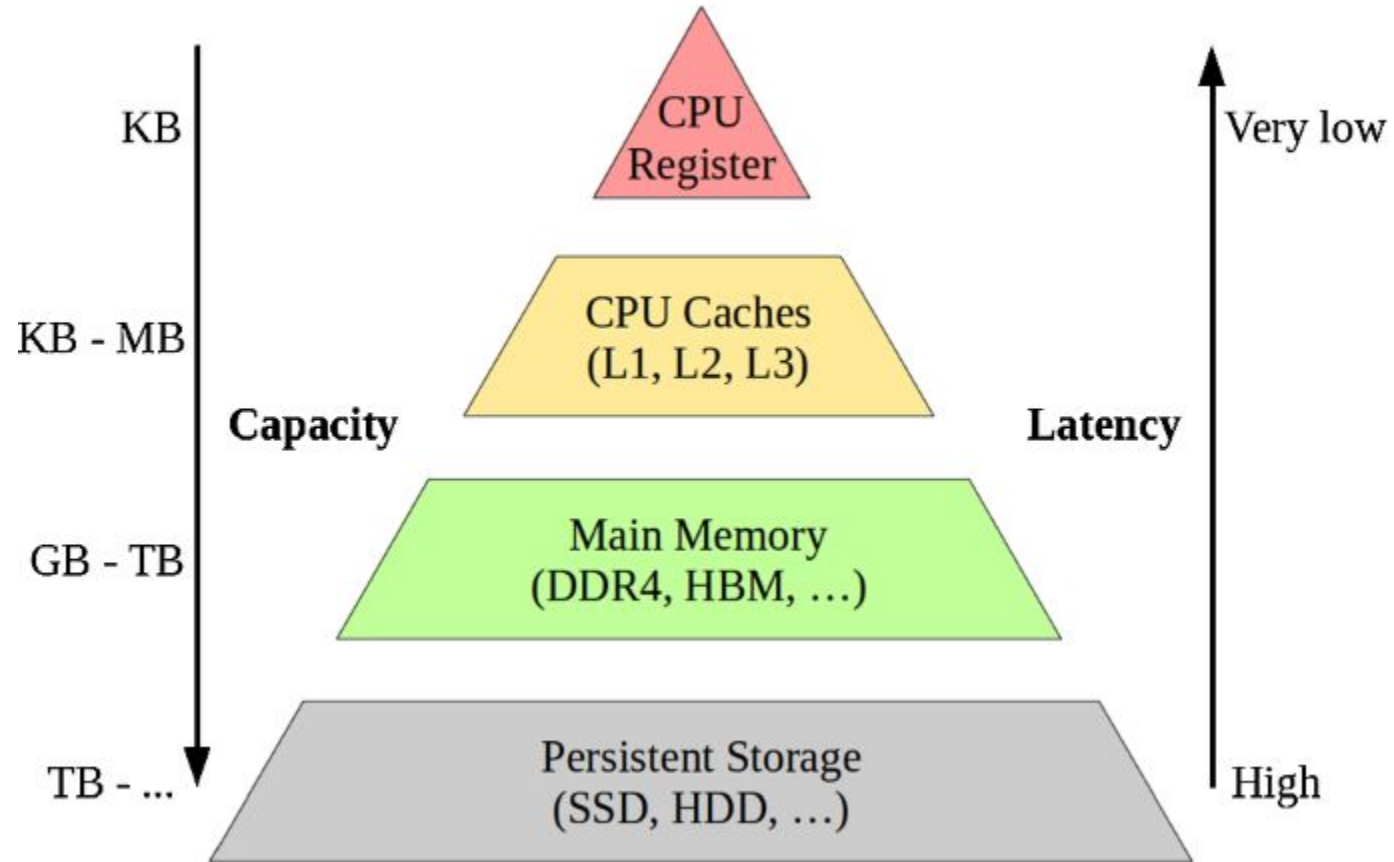 KB
CPU
Register
Very low
KB - MB
CPU Caches
(L1, L2, L3)
Capacity
Latency
GB - TB
Main Memory
(DDR4, HBM, …)
TB - ...
Persistent Storage
(SSD, HDD, …)
High